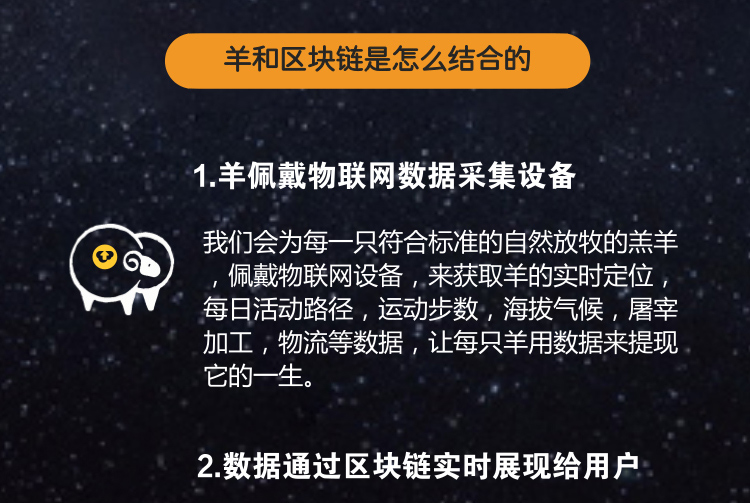 羊和区块链是怎么结合的
1.羊佩戴物联网数据采集设备
我们会为每一只符合标准的自然放牧的羔羊
，佩戴物联网设备，来获取羊的实时定位，
每日活动路径，运动步数，海拔气候，屠宰
加工，物流等数据，让每只羊用数据来提现
它的一生。
2.数据通过区块链实时展现给用户